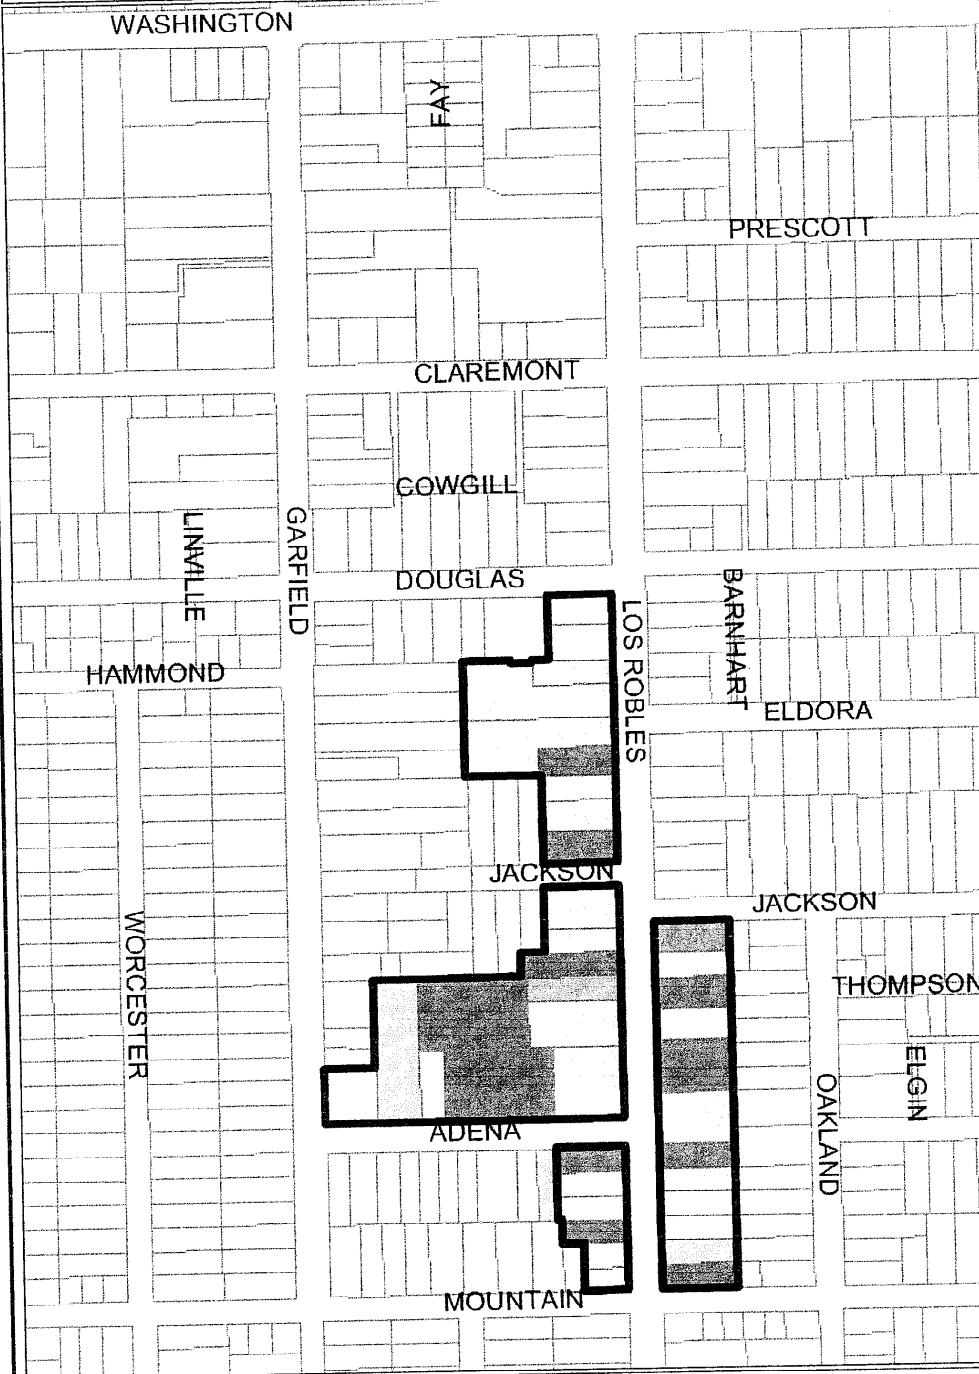 WASHINGTON
FAY
PRESCOTT
CLAREMONT
COWGILL
LINVILLE
GARFIELD
DOUGLAS
BARNHART
LOS ROBLES
HAMMOND
ELDORA
JACKSON
JACKSON
WORCESTER
THOMPSON
ELGIN
OAKLAND
ADENA
MOUNTAIN